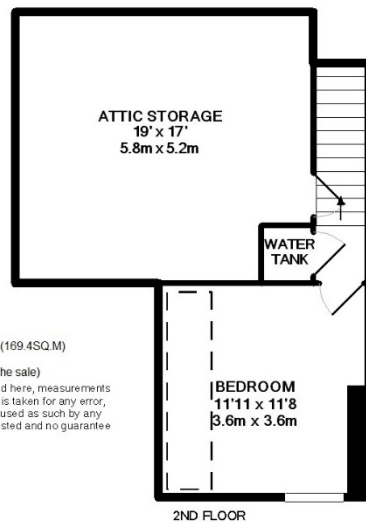 ATTIC STORAGE
19' x 17'
5.8m x 5.2m
WATER
TANK
(169.4SQ.M)
he sale)
d here, measurements
is taken for any error,
used as such by any
sted and no guarantee
BEDROOM
11'11 x 11'8
3.6m x 3.6m
2ND FLOOR